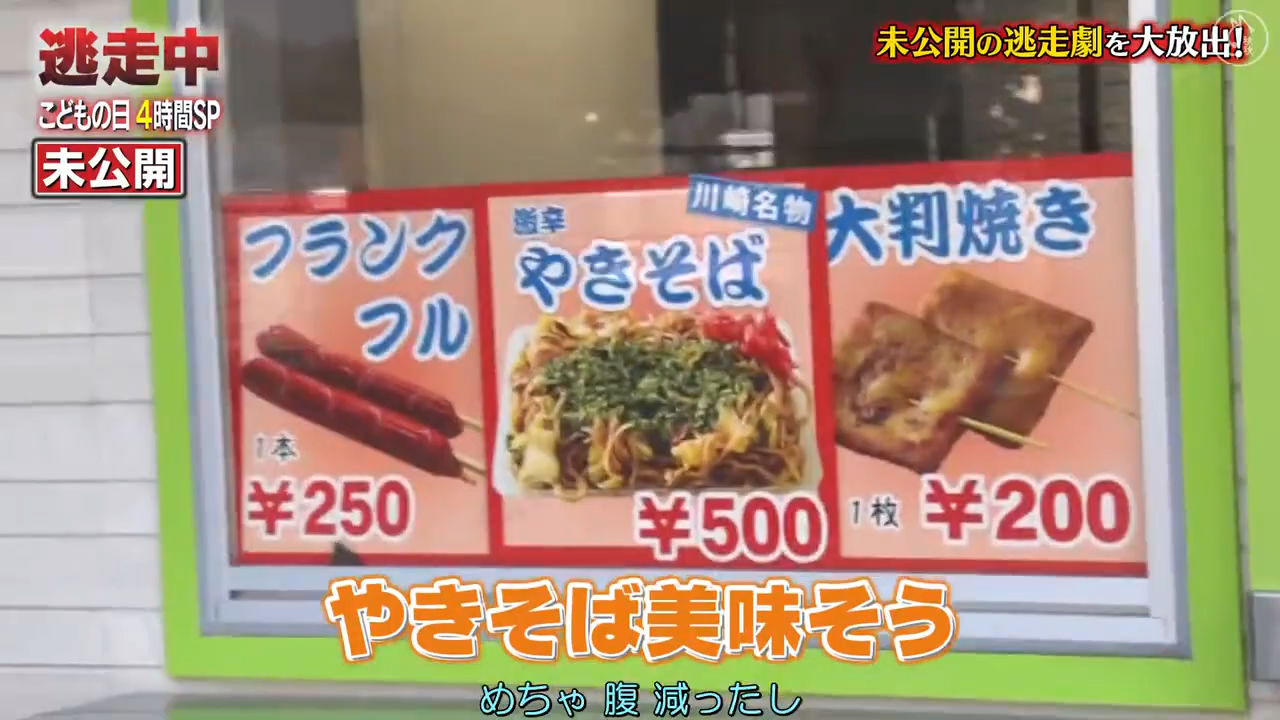 逃走中
こどもの日 4時間SP
未公開
未公開の逃走劇を大放出!
フランク
フル
1本
¥250
川崎名物
激辛
やきそば
¥500
大判焼き
1枚 ¥200
やきそば美味そう
めちゃ 腹 減ったし